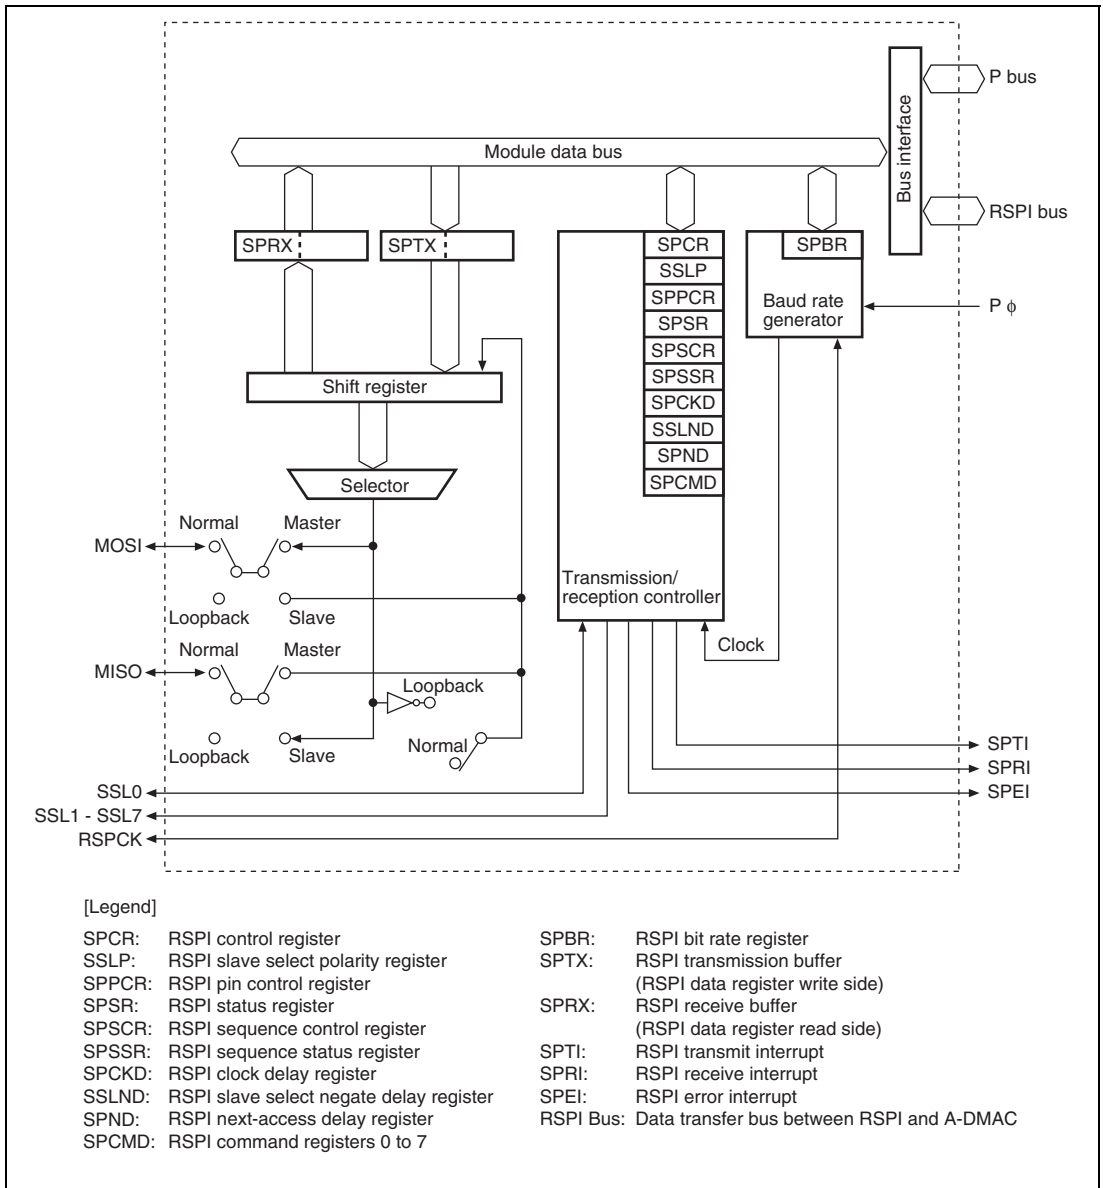 P bus
Module data bus
Bus interface
RSPI bus
SPRX
SPTX
SPCR
SSLP
SPPCR
SPSR
SPSCR
SPSSR
SPCKD
SSLND
SPND
SPCMD
SPBR
Baud rate
generator
P ϕ
Shift register
Selector
Normal
Master
MOSI
Loopback
Slave
Normal
Master
MISO
Loopback
Loopback
Slave
Normal
Transmission/
reception controller
Clock
SPTI
SPRI
SPEI
SSL0
SSL1 - SSL7
RSPCK
[Legend]
SPCR: RSPI control register
SSLP: RSPI slave select polarity register
SPPCR: RSPI pin control register
SPSR: RSPI status register
SPSCR: RSPI sequence control register
SPSSR: RSPI sequence status register
SPCKD: RSPI clock delay register
SSLND: RSPI slave select negate delay register
SPND: RSPI next-access delay register
SPCMD: RSPI command registers 0 to 7
SPBR: RSPI bit rate register
SPTX: RSPI transmission buffer
(RSPI data register write side)
SPRX: RSPI receive buffer
(RSPI data register read side)
SPTI: RSPI transmit interrupt
SPRI: RSPI receive interrupt
SPEI: RSPI error interrupt
RSPI Bus: Data transfer bus between RSPI and A-DMAC